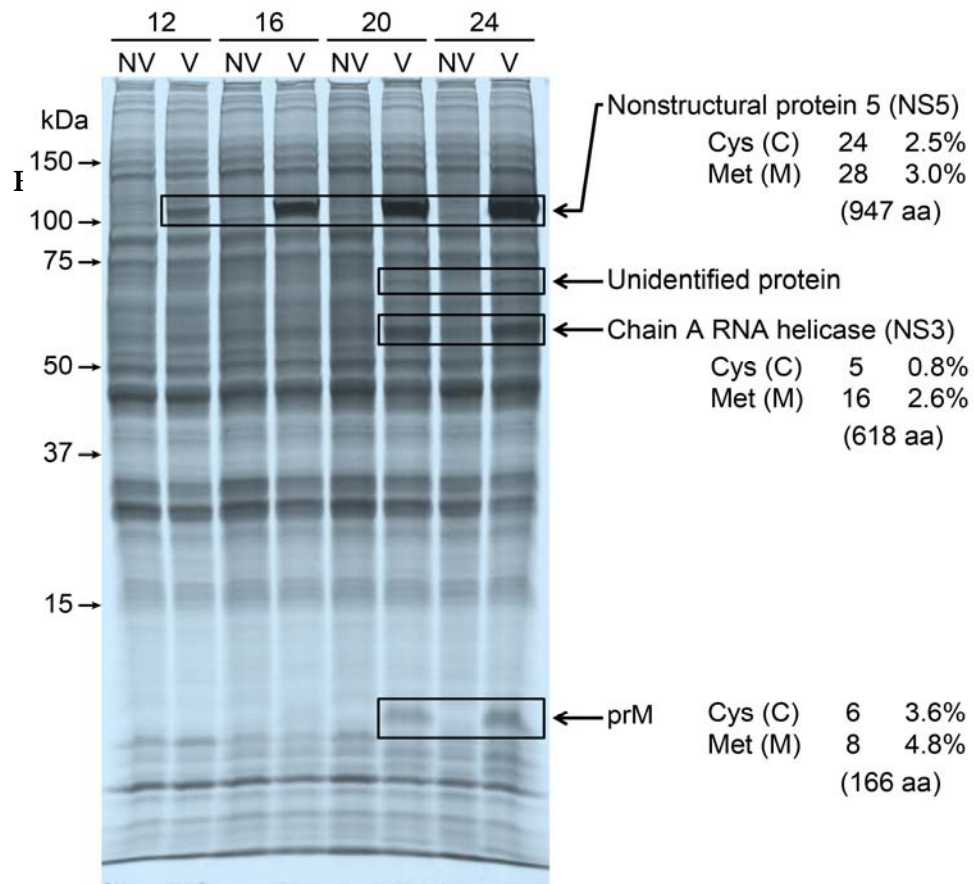 12 16 20 24
NV V NV V NV V NV V
kDa
150
100
75
50
37
15
Nonstructural protein 5 (NS5)
Cys (C) 24 2.5%
Met (M) 28 3.0%
(947 aa)
Unidentified protein
Chain A RNA helicase (NS3)
Cys (C) 5 0.8%
Met (M) 16 2.6%
(618 aa)
prM Cys (C) 6 3.6%
Met (M) 8 4.8%
(166 aa)